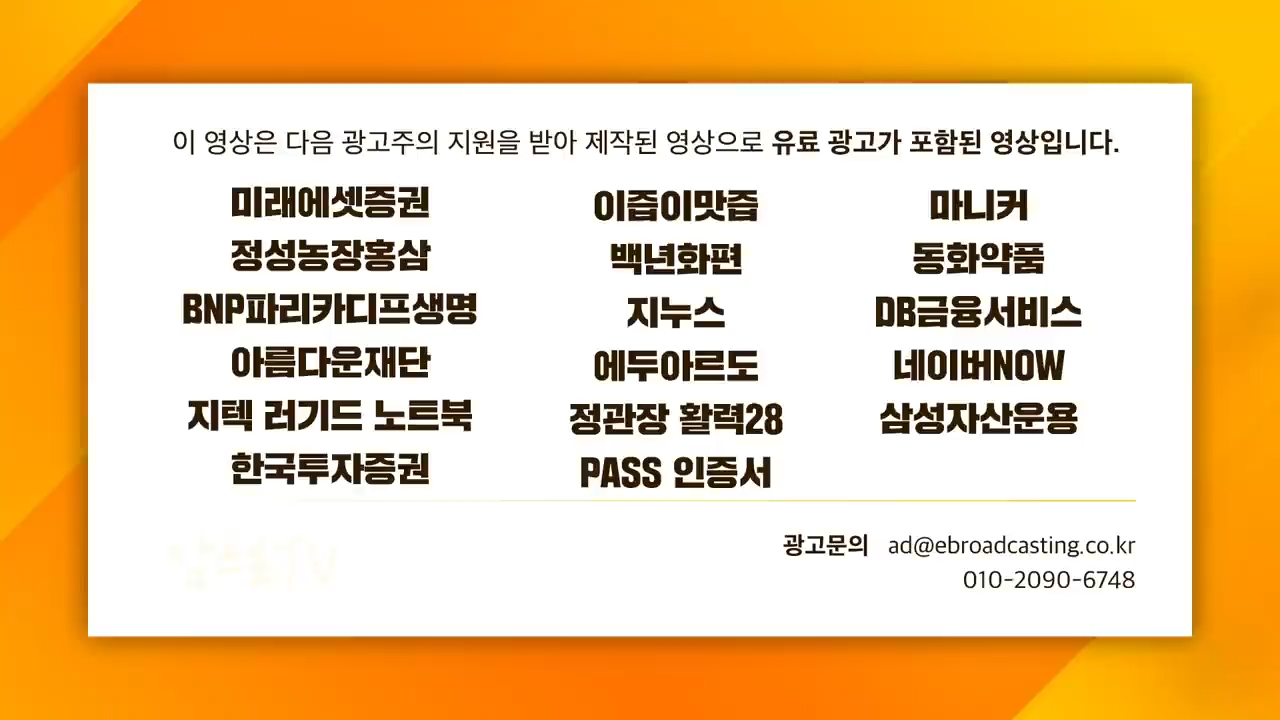 이 영상은 다음 광고주의 지원을 받아 제작된 영상으로 유료 광고가 포함된 영상입니다.
미래에셋증권
정성농장홍삼
BNP파리카디프생명
아름다운재단
지텍 러기드 노트북
한국투자증권
이즙이맛즙
백년화편
지누스
에두아르도
정관장 활력28
PASS 인증서
마니커
동화약품
DB금융서비스
네이버NOW
삼성자산운용
광고문의 ad@ebroadcasting.co.kr
010-2090-6748